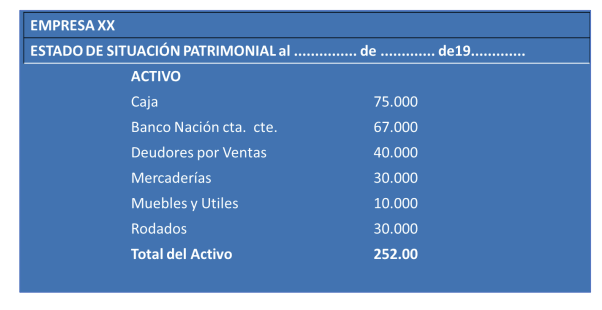 EMPRESA XX
ESTADO DE SITUACIÓN PATRIMONIAL al ............... de ............. de19.............
ACTIVO
Caja 75.000
Banco Nación cta. cte. 67.000
Deudores por Ventas 40.000
Mercaderías 30.000
Muebles y Utiles 10.000
Rodados 30.000
Total del Activo 252.00